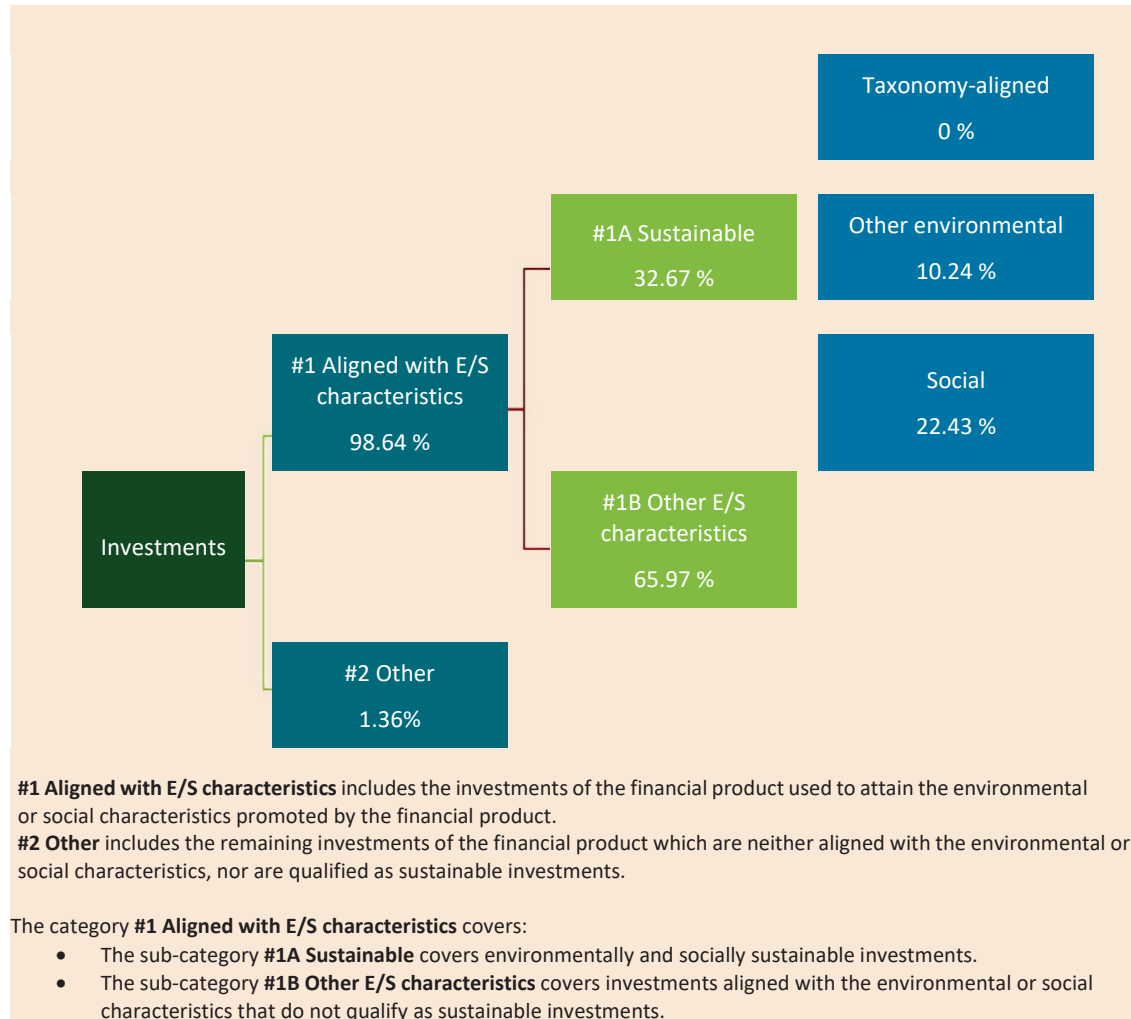 Taxonomy-aligned
0 %
#1A Sustainable
32.67 %
Other environmental
10.24 %
#1 Aligned with E/S
characteristics
98.64 %
Social
22.43 %
Investments
#1B Other E/S
characteristics
65.97 %
#2 Other
1.36%
#1 Aligned with E/S characteristics includes the investments of the financial product used to attain the environmental
or social characteristics promoted by the financial product.
#2 Other includes the remaining investments of the financial product which are neither aligned with the environmental or
social characteristics, nor are qualified as sustainable investments.
The category #1 Aligned with E/S characteristics covers:
• The sub-category #1A Sustainable covers environmentally and socially sustainable investments.
• The sub-category #1B Other E/S characteristics covers investments aligned with the environmental or social
characteristics that do not qualify as sustainable investments.